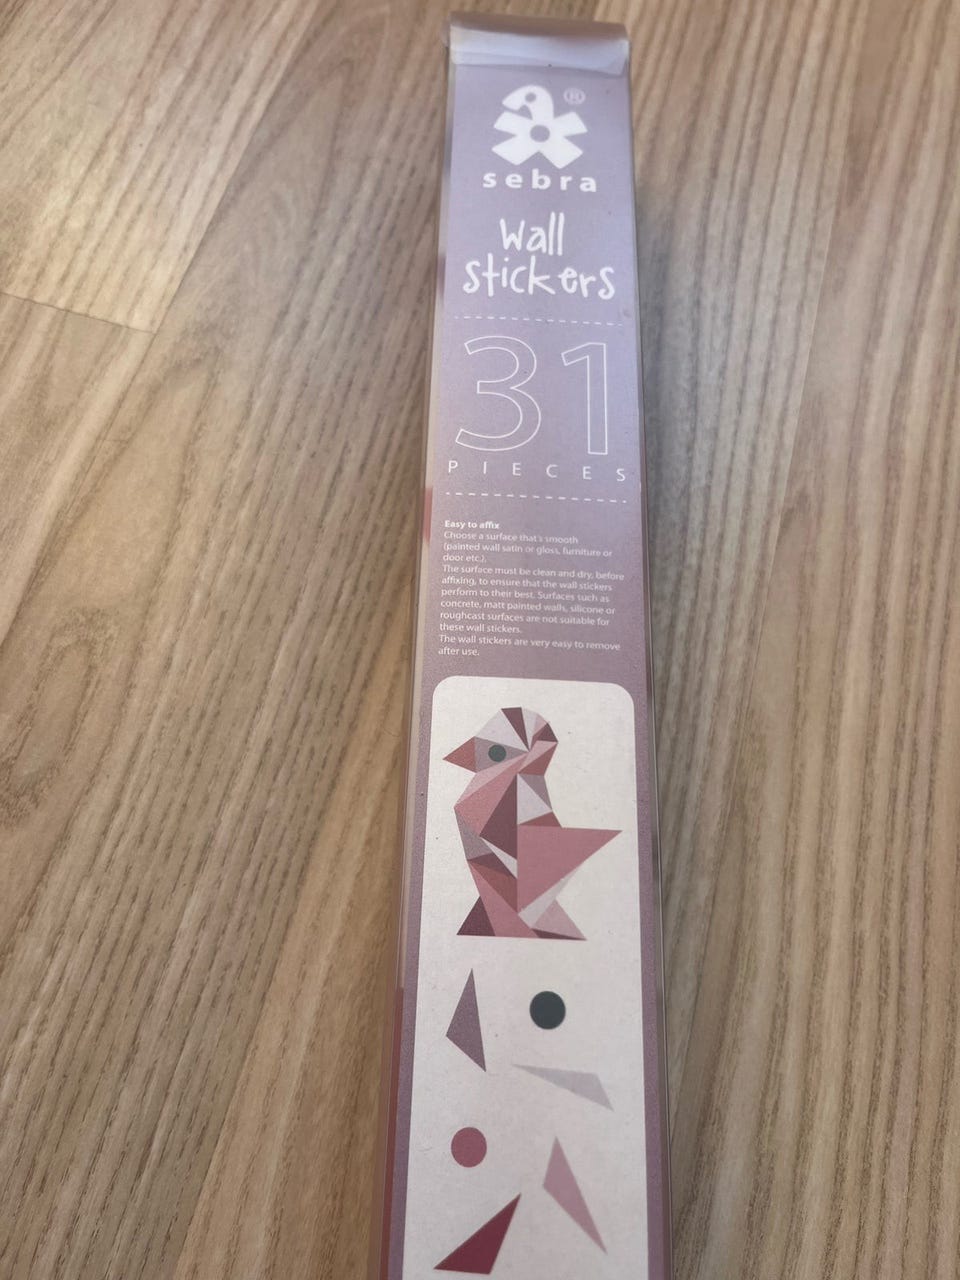 ®
sebra
wall
stickers
31
PIECES
Easy to affix
Choose a surface that's smooth
(painted wall satin or gloss, furniture or
door etc.).
The surface must be clean and dry, before
affixing, to ensure that the wall stickers
perform to their best. Surfaces such as
concrete, matt painted walls, silicone or
roughcast surfaces are not suitable for
these wall stickers.
The wall stickers are very easy to remove
after use.